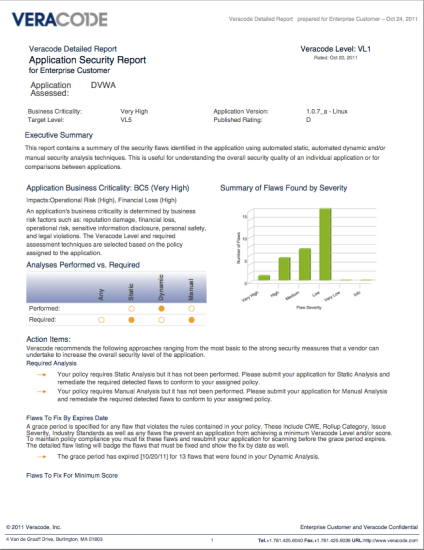 VERACODE
Veracode Detailed Report prepared for Enterprise Customer – Oct 24, 2011
Veracode Detailed Report
Application Security Report
for Enterprise Customer
Veracode Level: VL1
Rated: Oct 20, 2011
Application Assessed:
DVWA
Business Criticality: Very High
Application Version: 1.0.7_a - Linux
Target Level: VL5
Published Rating: D
Executive Summary
This report contains a summary of the security flaws identified in the application using automated static, automated dynamic and/or
manual security analysis techniques. This is useful for understanding the overall security quality of an individual application or for
comparisons between applications.
Application Business Criticality: BC5 (Very High)
Impacts:Operational Risk (High), Financial Loss (High)
An application's business criticality is determined by business
risk factors such as: reputation damage, financial loss,
operational risk, sensitive information disclosure, personal safety,
and legal violations. The Veracode Level and required
assessment techniques are selected based on the policy
assigned to the application.
Analyses Performed vs. Required
Any
Static
Dynamic
Manual
Performed:
Required:
Summary of Flaws Found by Severity
Number of Flaws
15
10
5
0
Very High
High
Medium
Low
Very Low
Info
Flaw Severity
Action Items:
Veracode recommends the following approaches ranging from the most basic to the strong security measures that a vendor can
undertake to increase the overall security level of the application.
Required Analysis
Your policy requires Static Analysis but it has not been performed. Please submit your application for Static Analysis and
remediate the required detected flaws to conform to your assigned policy.
Your policy requires Manual Analysis but it has not been performed. Please submit your application for Manual Analysis
and remediate the required detected flaws to conform to your assigned policy.
Flaws To Fix By Expires Date
A grace period is specified for any flaw that violates the rules contained in your policy. These include CWE, Rollup Category, Issue
Severity, Industry Standards as well as any flaws the prevent an application from achieving a minimum Veracode Level and/or score.
To maintain policy compliance you must fix these flaws and resubmit your application for scanning before the grace period expires.
The detailed flaw listing will badge the flaws that must be fixed and show the fix by date as well.
The grace period has expired [10/20/11] for 13 flaws that were found in your Dynamic Analysis.
Flaws To Fix For Minimum Score
© 2011 Veracode, Inc.
Enterprise Customer and Veracode Confidential
4 Van de Graaff Drive, Burlington, MA 01803
1
Tel.+1.781.425.6040 Fax.+1.781.425.6039 URL:http://www.veracode.com